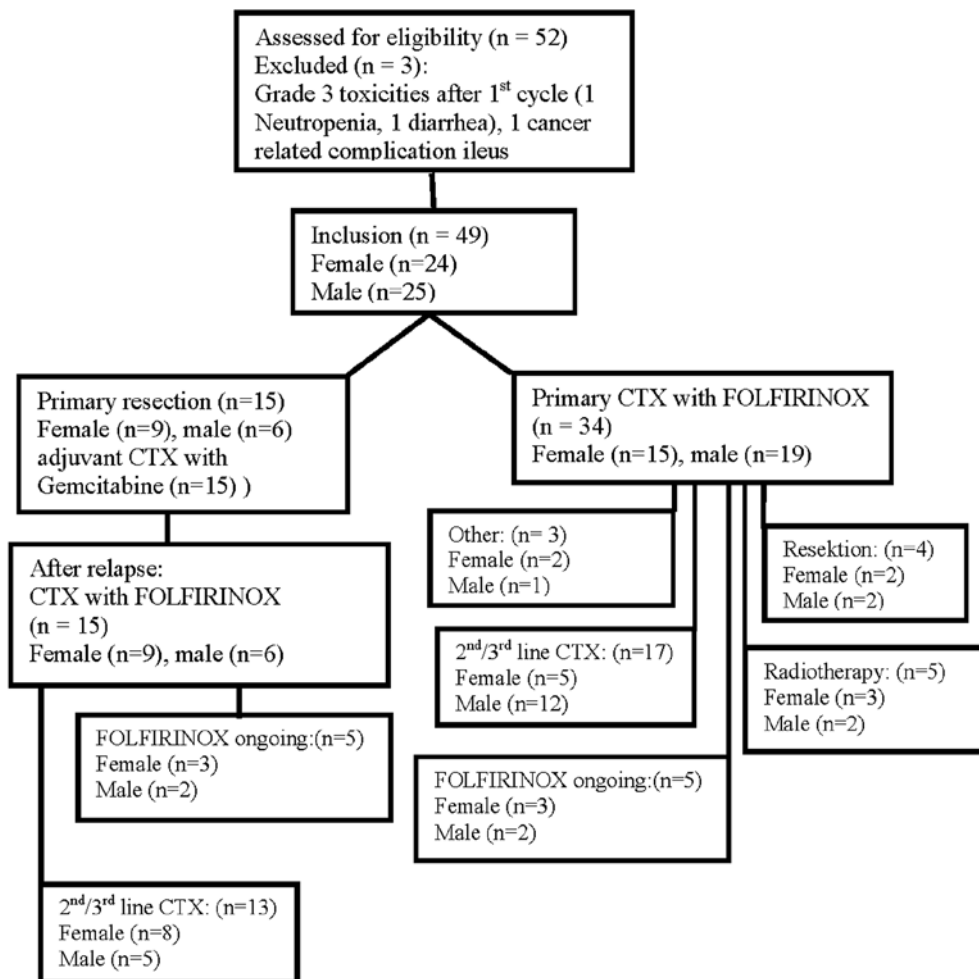 Assessed for eligibility (n = 52)
Excluded (n = 3):
Grade 3 toxicities after 1st cycle (1
Neutropenia, 1 diarrhea), 1 cancer
related complication ileus
Inclusion (n = 49)
Female (n=24)
Male (n=25)
Primary resection (n=15)
Female (n=9), male (n=6)
adjuvant CTX with
Gemcitabine (n=15) )
Primary CTX with FOLFIRINOX
(n = 34)
Female (n=15), male (n=19)
After relapse:
CTX with FOLFIRINOX
(n = 15)
Female (n=9), male (n=6)
Other: (n= 3)
Female (n=2)
Male (n=1)
Resektion: (n=4)
Female (n=2)
Male (n=2)
2nd/3rd line CTX: (n=17)
Female (n=5)
Male (n=12)
Radiotherapy: (n=5)
Female (n=3)
Male (n=2)
FOLFIRINOX ongoing:(n=5)
Female (n=3)
Male (n=2)
FOLFIRINOX ongoing:(n=5)
Female (n=3)
Male (n=2)
2nd/3rd line CTX: (n=13)
Female (n=8)
Male (n=5)